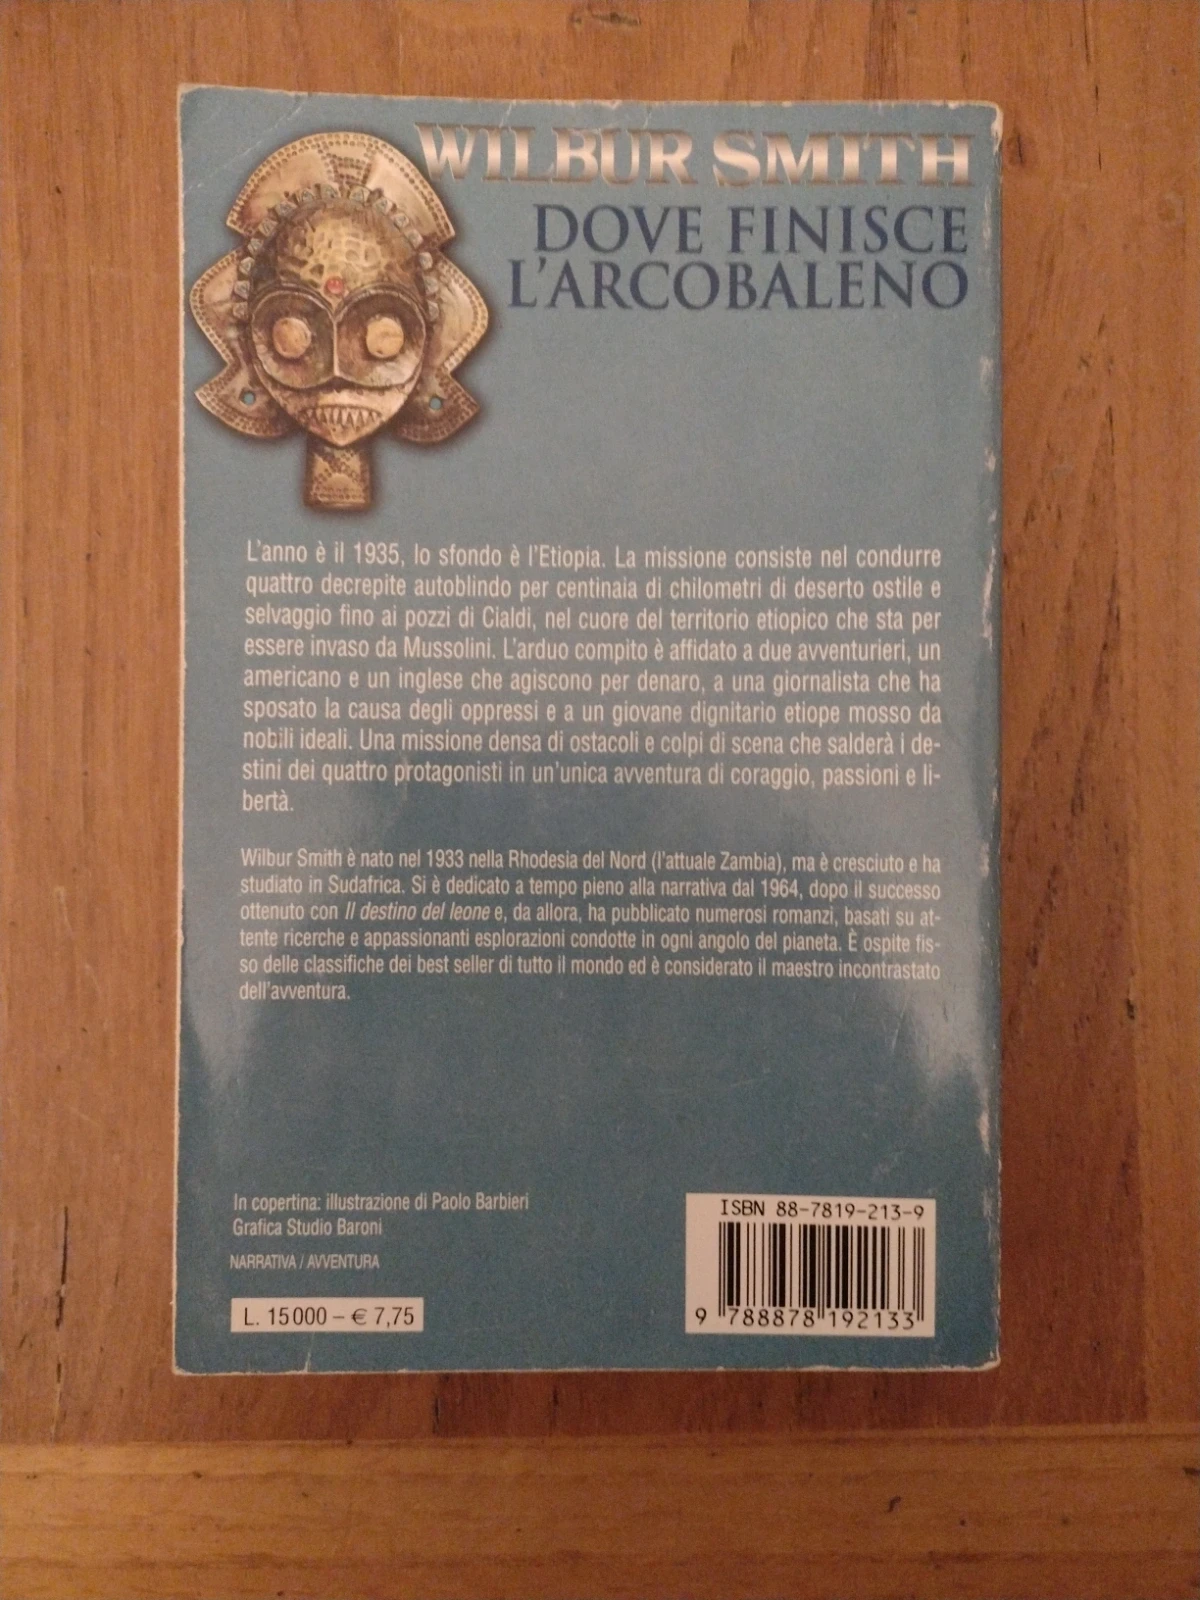 WILBUR SMITH
DOVE FINISCE
L'ARCOBALENO
L'anno è il 1935, lo sfondo è l'Etiopia. La missione consiste nel condurre
quattro decrepite autoblindo per centinaia di chilometri di deserto ostile e
selvaggio fino ai pozzi di Cialdi, nel cuore del territorio etiopico che sta per
essere invaso da Mussolini. L'arduo compito è affidato a due avventurieri, un
americano e un inglese che agiscono per denaro, a una giornalista che ha
sposato la causa degli oppressi e a un giovane dignitario etiope mosso da
nobili ideali. Una missione densa di ostacoli e colpi di scena che salderà i de-
stini dei quattro protagonisti in un'unica avventura di coraggio, passioni e li-
bertà.
Wilbur Smith è nato nel 1933 nella Rhodesia del Nord (l'attuale Zambia), ma è cresciuto e ha
studiato in Sudafrica. Si è dedicato a tempo pieno alla narrativa dal 1964, dopo il successo
ottenuto con Il destino del leone e, da allora, ha pubblicato numerosi romanzi, basati su at-
tente ricerche e appassionanti esplorazioni condotte in ogni angolo del pianeta. È ospite fis-
so delle classifiche dei best seller di tutto il mondo ed è considerato il maestro incontrastato
dell'avventura.
In copertina: illustrazione di Paolo Barbieri
Grafica Studio Baroni
NARRATIVA / AVVENTURA
L. 15000 – € 7,75
ISBN 88-7819-213-9
9 788878 192133